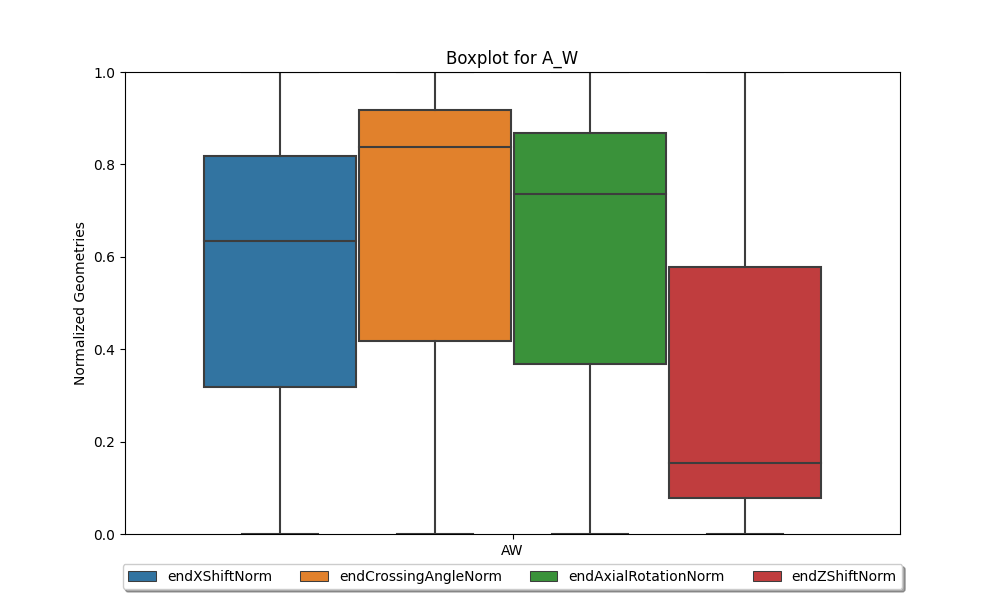 Boxplot for A_W
1.0
0.8
0.6
0.4
0.2
0.0
Normalized Geometries
AW
endXShiftNorm endCrossingAngleNorm endAxialRotationNorm endZShiftNorm